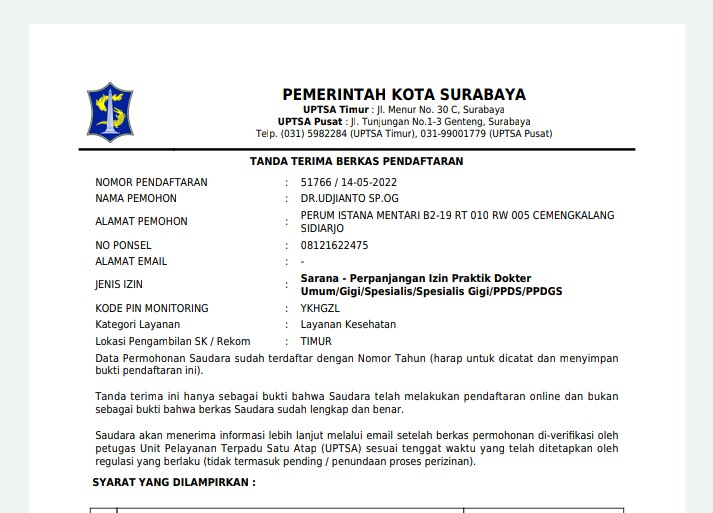 PEMERINTAH KOTA SURABAYA
UPTSA Timur : Jl. Menur No. 30 C, Surabaya
UPTSA Pusat : Jl. Tunjungan No.1-3 Genteng, Surabaya
Telp. (031) 5982284 (UPTSA Timur), 031-99001779 (UPTSA Pusat)
TANDA TERIMA BERKAS PENDAFTARAN
NOMOR PENDAFTARAN : 51766 / 14-05-2022
NAMA PEMOHON : DR.UDJIANTO SP.OG
ALAMAT PEMOHON : PERUM ISTANA MENTARI B2-19 RT 010 RW 005 CEMENGKALANG
SIDIARJO
NO PONSEL : 08121622475
ALAMAT EMAIL : -
JENIS IZIN : Sarana - Perpanjangan Izin Praktik Dokter
Umum/Gigi/Spesialis/Spesialis Gigi/PPDS/PPDGS
KODE PIN MONITORING : YKHGZL
Kategori Layanan : Layanan Kesehatan
Lokasi Pengambilan SK / Rekom : TIMUR
Data Permohonan Saudara sudah terdaftar dengan Nomor Tahun (harap untuk dicatat dan menyimpan
bukti pendaftaran ini).
Tanda terima ini hanya sebagai bukti bahwa Saudara telah melakukan pendaftaran online dan bukan
sebagai bukti bahwa berkas Saudara sudah lengkap dan benar.
Saudara akan menerima informasi lebih lanjut melalui email setelah berkas permohonan di-verifikasi oleh
petugas Unit Pelayanan Terpadu Satu Atap (UPTSA) sesuai tenggat waktu yang telah ditetapkan oleh
regulasi yang berlaku (tidak termasuk pending / penundaan proses perizinan).
SYARAT YANG DILAMPIRKAN :